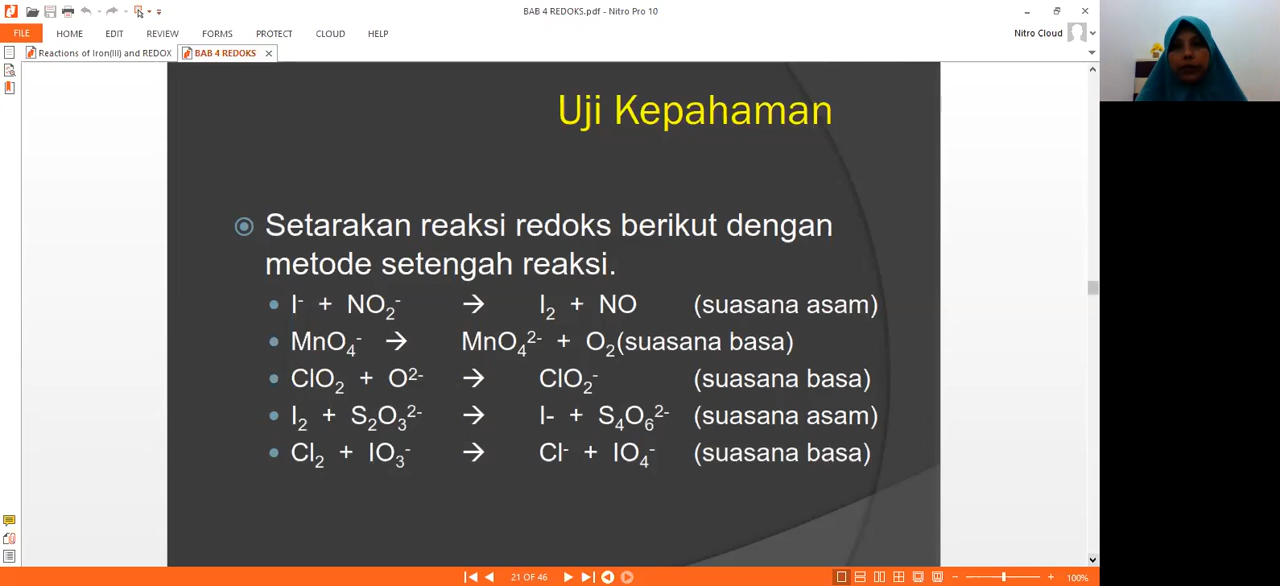 BAB 4 REDOKS.pdf - Nitro Pro 10
FILE HOME EDIT REVIEW FORMS PROTECT CLOUD HELP Nitro Cloud
Reactions of Iron(III) and REDOX BAB 4 REDOKS
Uji Kepahaman
Setarakan reaksi redoks berikut dengan
metode setengah reaksi.
I⁻ + NO₂⁻ → I₂ + NO (suasana asam)
MnO₄⁻ → MnO₄²⁻ + O₂(suasana basa)
ClO₂ + O²⁻ → ClO₂⁻ (suasana basa)
I₂ + S₂O₃²⁻ → I- + S₄O₆²⁻ (suasana asam)
Cl₂ + IO₃⁻ → Cl⁻ + IO₄⁻ (suasana basa)
21 OF 46 100%